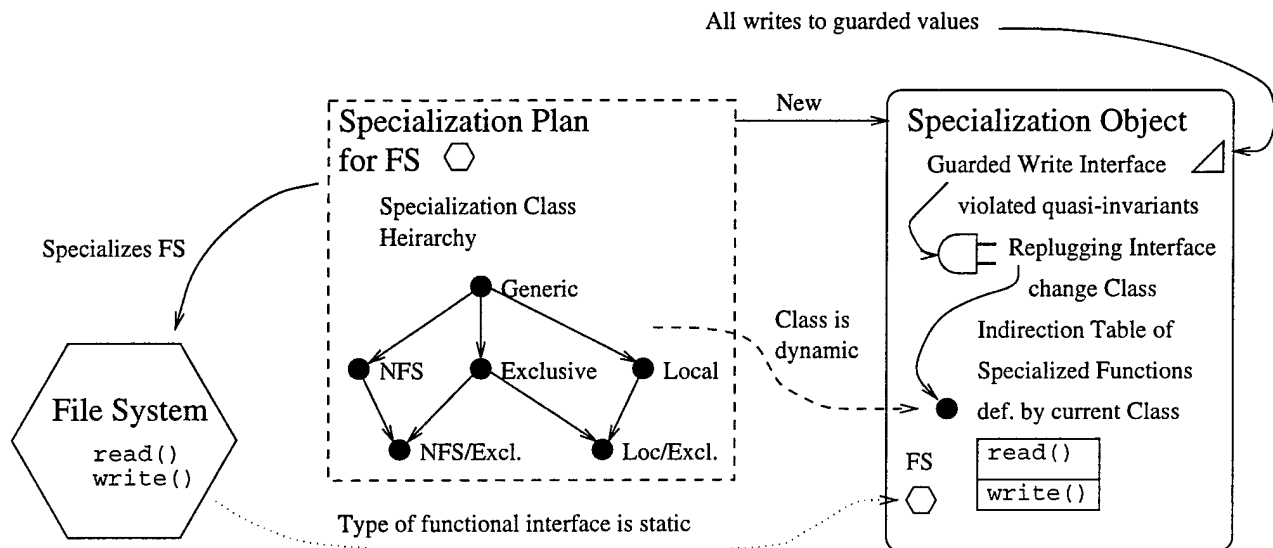 All writes to guarded values
New
Specialization Plan
for FS
Specialization Class
Heirarchy
Generic
NFS
Exclusive
Local
NFS/Excl.
Loc/Excl.
Specializes FS
File System
read()
write()
Class is
dynamic
Type of functional interface is static
Specialization Object
Guarded Write Interface
violated quasi-invariants
Replugging Interface
change Class
Indirection Table of
Specialized Functions
def. by current Class
FS
read()
write()